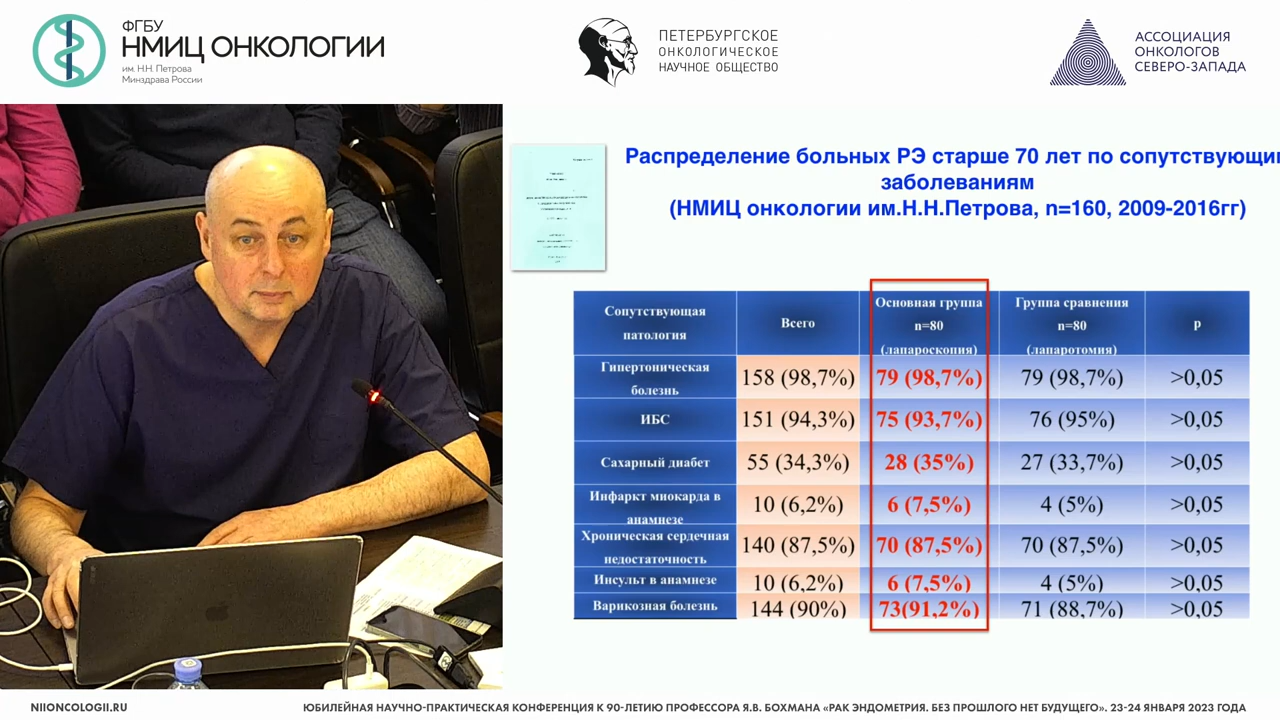 ФГБУ
НМИЦ ОНКОЛОГИИ
им. Н.Н. Петрова
Минздрава России
ПЕТЕРБУРГСКОЕ
ОНКОЛОГИЧЕСКОЕ
НАУЧНОЕ ОБЩЕСТВО
АССОЦИАЦИЯ
ОНКОЛОГОВ
СЕВЕРО-ЗАПАДА
Распределение больных РЭ старше 70 лет по сопутствующи
заболеваниям
(НМИЦ онкологии им.Н.Н.Петрова, n=160, 2009-2016гг)
Сопутствующая патология Всего Основная группа n=80 (лапароскопия) Группа сравнения n=80 (лапаротомия) p
Гипертоническая болезнь 158 (98,7%) 79 (98,7%) 79 (98,7%) >0,05
ИБС 151 (94,3%) 75 (93,7%) 76 (95%) >0,05
Сахарный диабет 55 (34,3%) 28 (35%) 27 (33,7%) >0,05
Инфаркт миокарда в анамнезе 10 (6,2%) 6 (7,5%) 4 (5%) >0,05
Хроническая сердечная недостаточность 140 (87,5%) 70 (87,5%) 70 (87,5%) >0,05
Инсульт в анамнезе 10 (6,2%) 6 (7,5%) 4 (5%) >0,05
Варикозная болезнь 144 (90%) 73(91,2%) 71 (88,7%) >0,05
NIIONCOLOGII.RU
ЮБИЛЕЙНАЯ НАУЧНО-ПРАКТИЧЕСКАЯ КОНФЕРЕНЦИЯ К 90-ЛЕТИЮ ПРОФЕССОРА Я.В. БОХМАНА «РАК ЭНДОМЕТРИЯ. БЕЗ ПРОШЛОГО НЕТ БУДУЩЕГО». 23-24 ЯНВАРЯ 2023 ГОДА